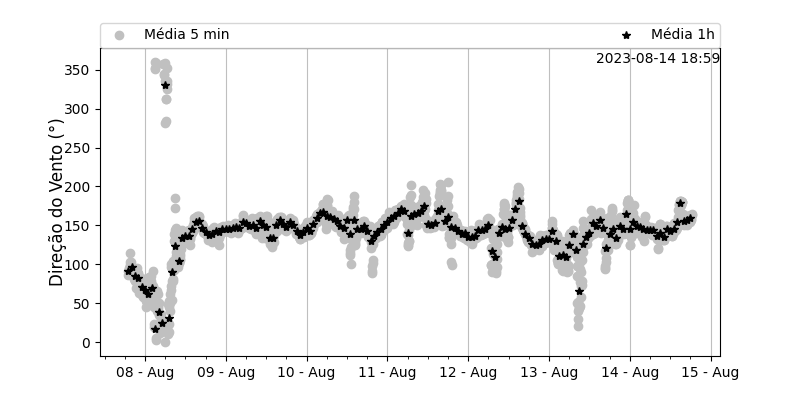 Média 5 min
Média 1h
2023-08-14 18:59
Direção do Vento (°)
350
300
250
200
150
100
50
0
08 - Aug
09 - Aug
10 - Aug
11 - Aug
12 - Aug
13 - Aug
14 - Aug
15 - Aug